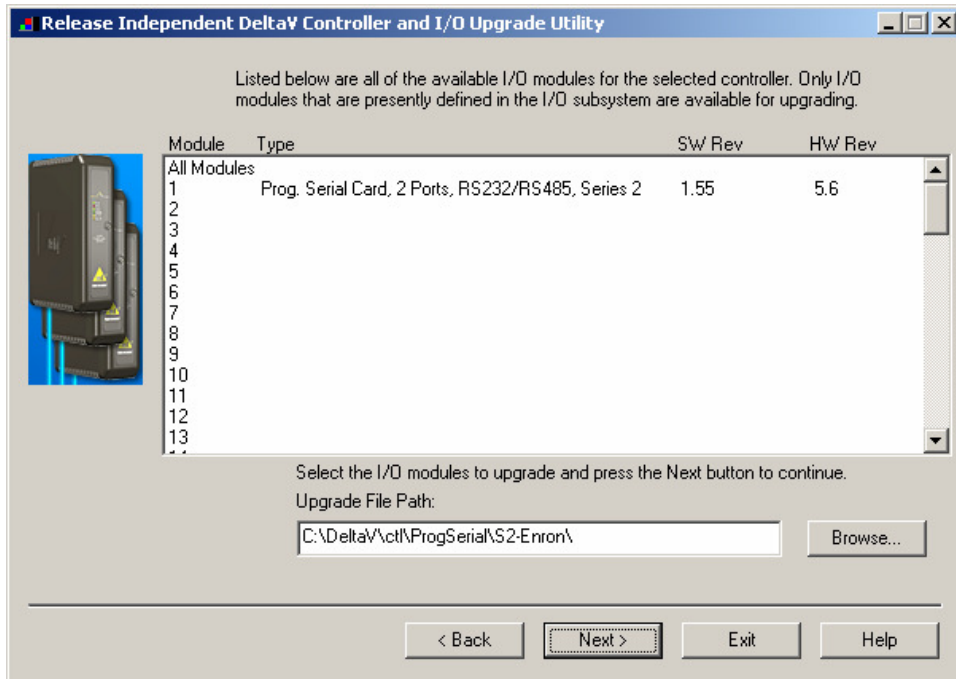 Release Independent DeltaV Controller and I/O Upgrade Utility
Listed below are all of the available I/O modules for the selected controller. Only I/O
modules that are presently defined in the I/O subsystem are available for upgrading.
Module Type SW Rev HW Rev
All Modules
1 Prog. Serial Card, 2 Ports, RS232/RS485, Series 2 1.55 5.6
2
3
4
5
6
7
8
9
10
11
12
13
Select the I/O modules to upgrade and press the Next button to continue.
Upgrade File Path:
C:\DeltaV\ctl\ProgSerial\S2-Enron\
Browse...
< Back Next > Exit Help